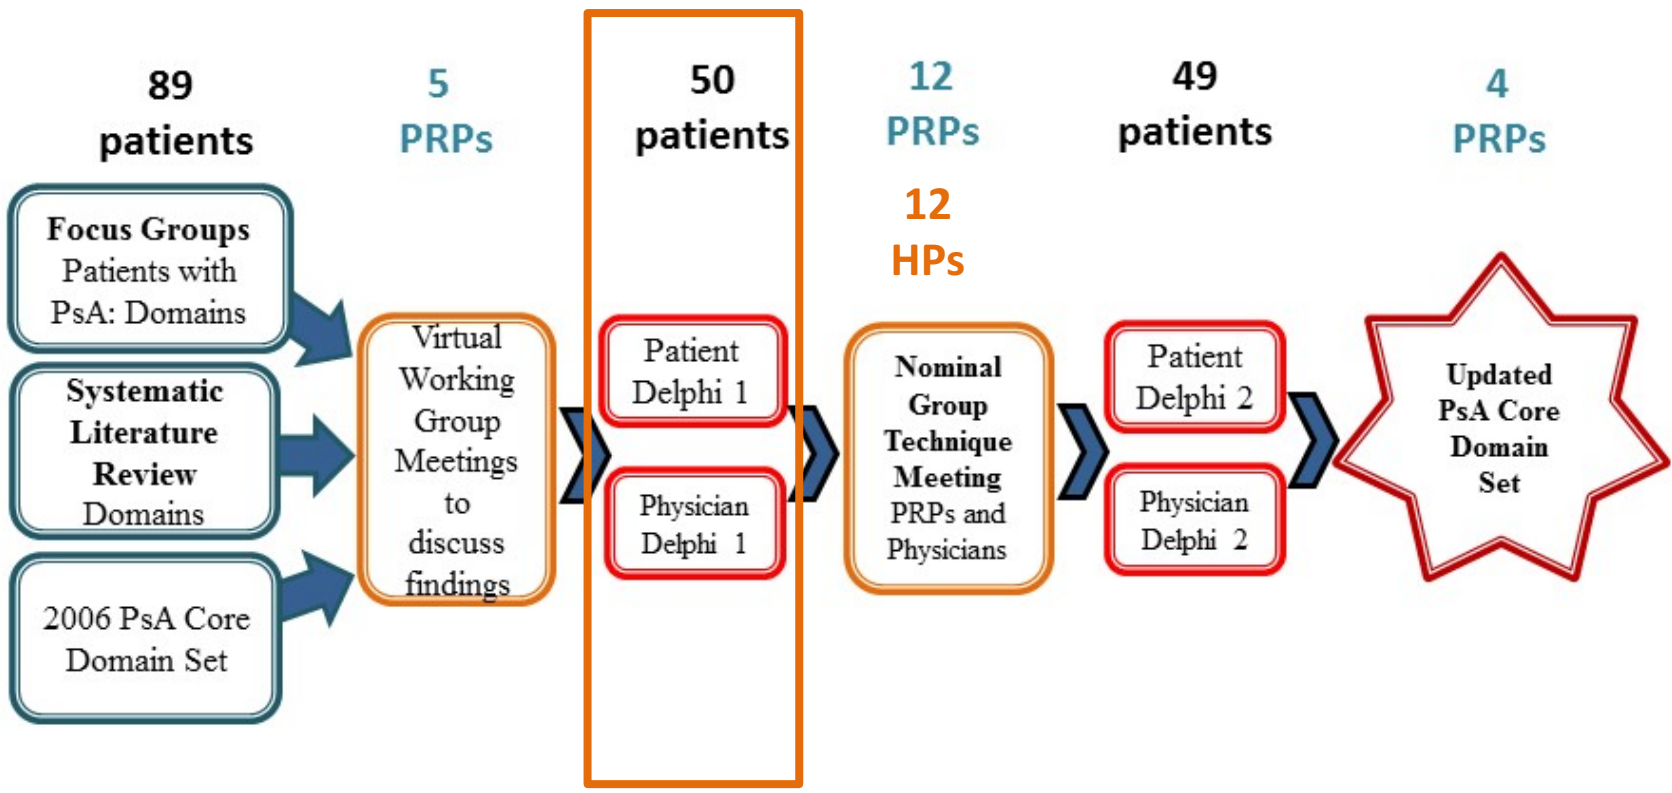 89
patients
5
PRPs
50
patients
12
PRPs
12
HPs
49
patients
4
PRPs
Focus Groups
Patients with
PsA: Domains
Systematic
Literature
Review
Domains
2006 PsA Core
Domain Set
Virtual
Working
Group
Meetings
to
discuss
findings
Patient
Delphi 1
Physician
Delphi 1
Nominal
Group
Technique
Meeting
PRPs and
Physicians
Patient
Delphi 2
Physician
Delphi 2
Updated
PsA Core
Domain
Set